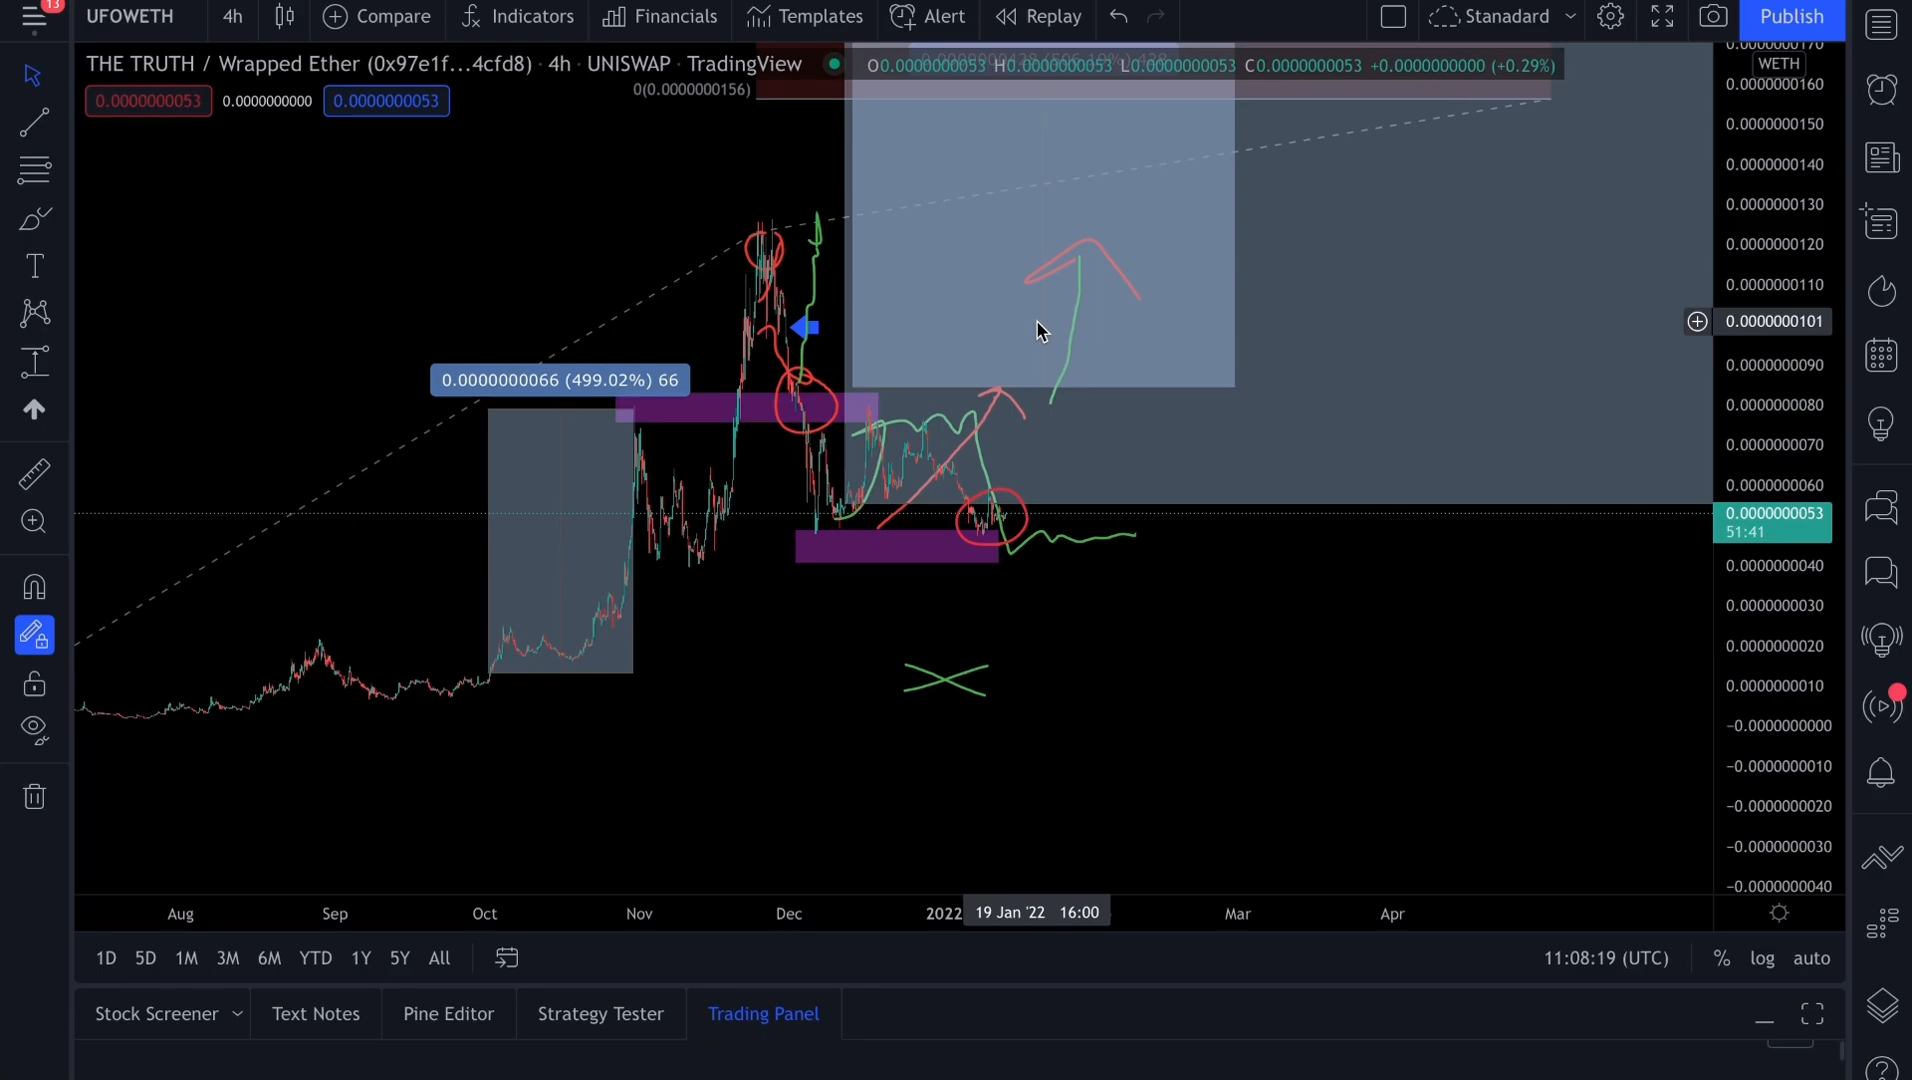 13
UFOWETH
4h
Compare
Indicators
Financials
Templates
Alert
Replay
Stanadard
Publish
THE TRUTH / Wrapped Ether (0x97e1f...4cfd8) · 4h · UNISWAP · TradingView
O0.0000000053 H0.0000000053 L0.0000000053 C0.0000000053 +0.0000000000 (+0.29%)
0.0000000053
0.0000000000
0.0000000053
0(0.0000000156)
0.0000000066 (499.02%) 66
0.0000000170
WETH
0.0000000160
0.0000000150
0.0000000140
0.0000000130
0.0000000120
0.0000000110
0.0000000101
0.0000000090
0.0000000080
0.0000000070
0.0000000060
0.0000000053
51:41
0.0000000040
0.0000000030
0.0000000020
0.0000000010
−0.0000000000
−0.0000000010
−0.0000000020
−0.0000000030
−0.0000000040
Aug
Sep
Oct
Nov
Dec
2022
19 Jan '22 16:00
Mar
Apr
1D
5D
1M
3M
6M
YTD
1Y
5Y
All
11:08:19 (UTC)
%
log
auto
Stock Screener
Text Notes
Pine Editor
Strategy Tester
Trading Panel